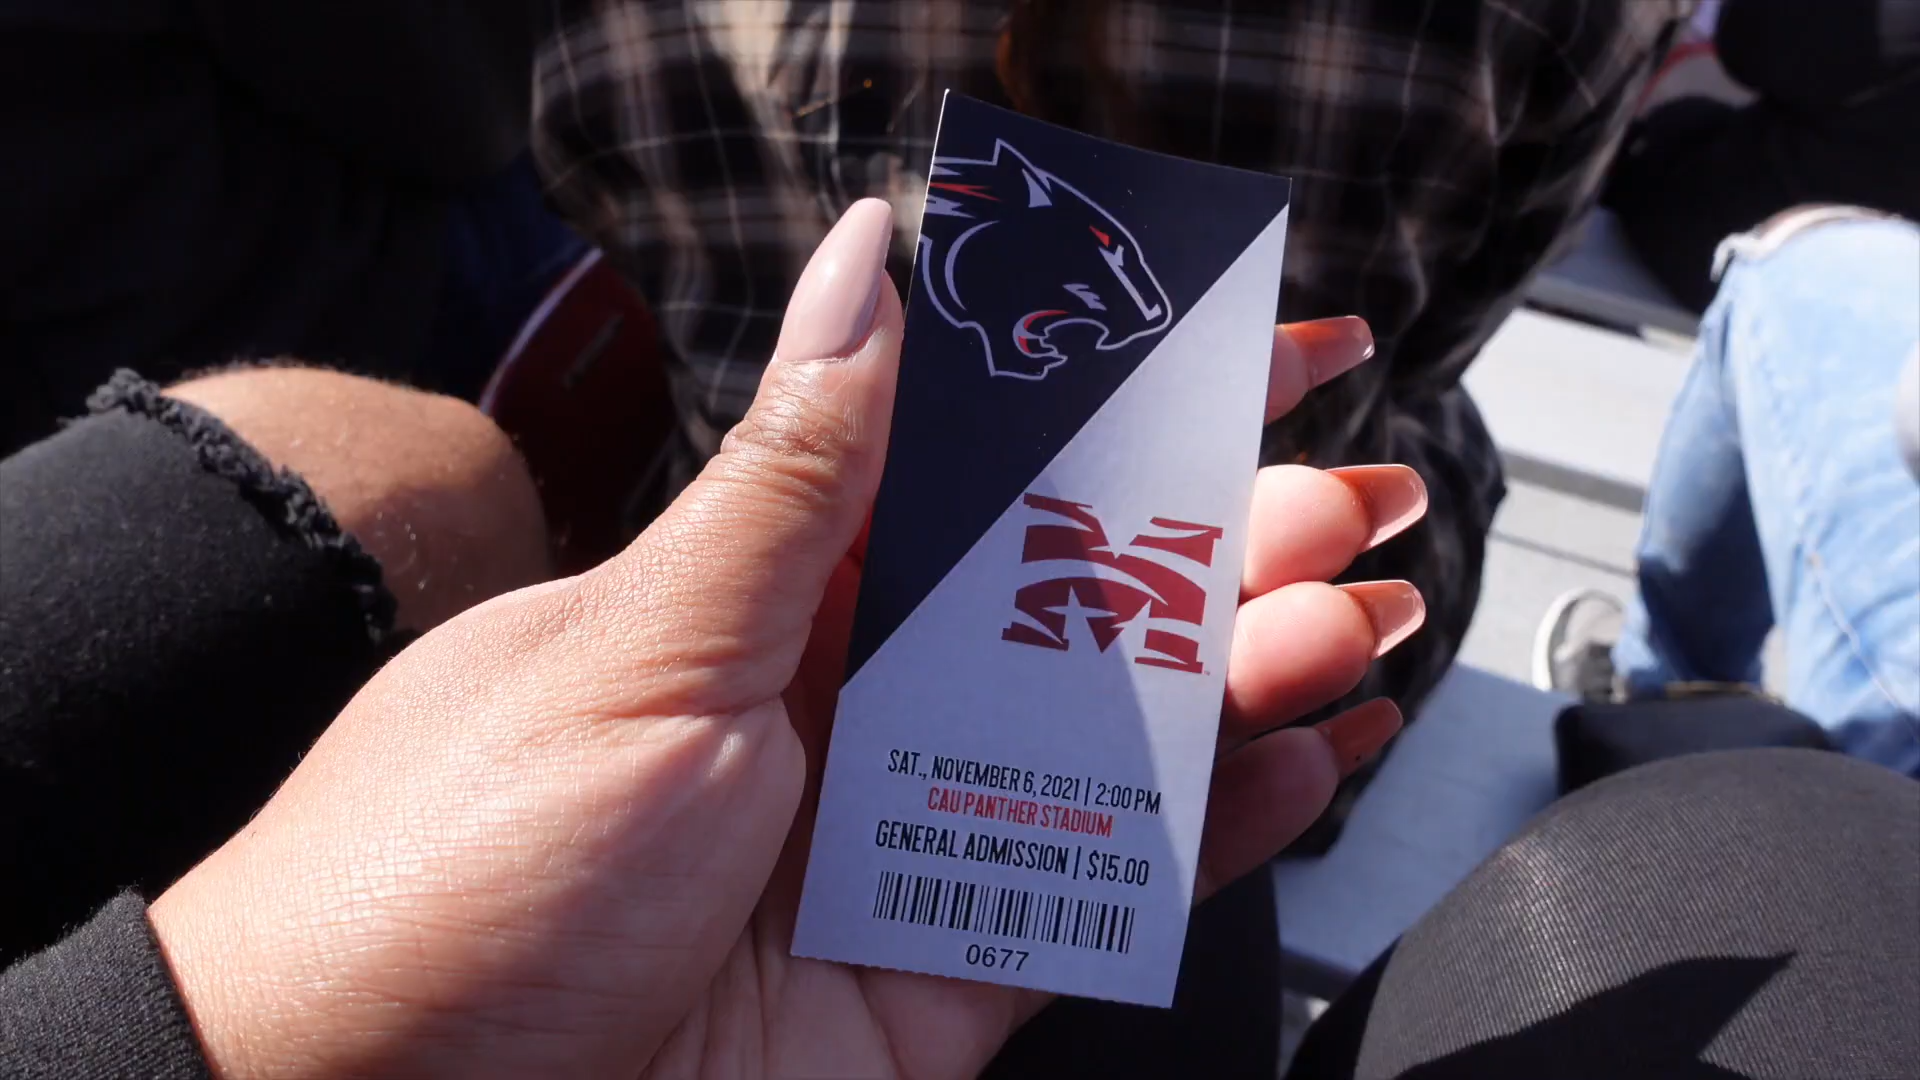 M
SAT., NOVEMBER 6, 2021 | 2:00 PM
CAU PANTHER STADIUM
GENERAL ADMISSION | $15.00
0677